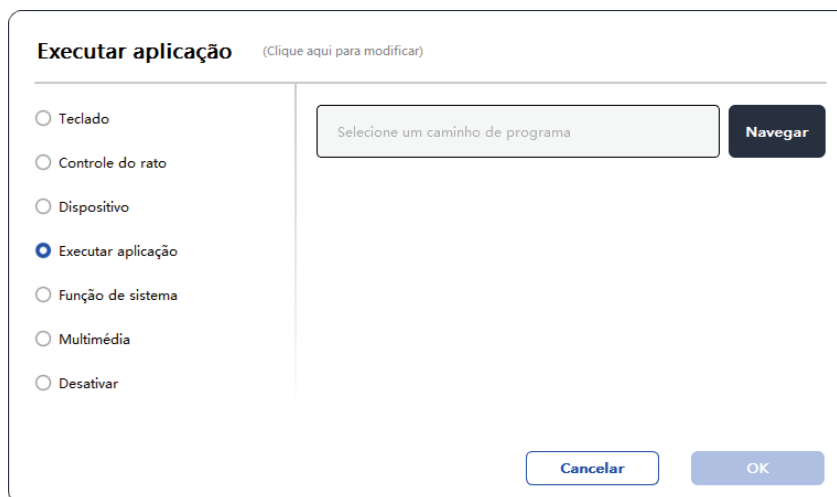 Executar aplicação (Clique aqui para modificar)
Teclado
Controle do rato
Dispositivo
Executar aplicação
Função de sistema
Multimédia
Desativar
Selecione um caminho de programa
Navegar
Cancelar
OK